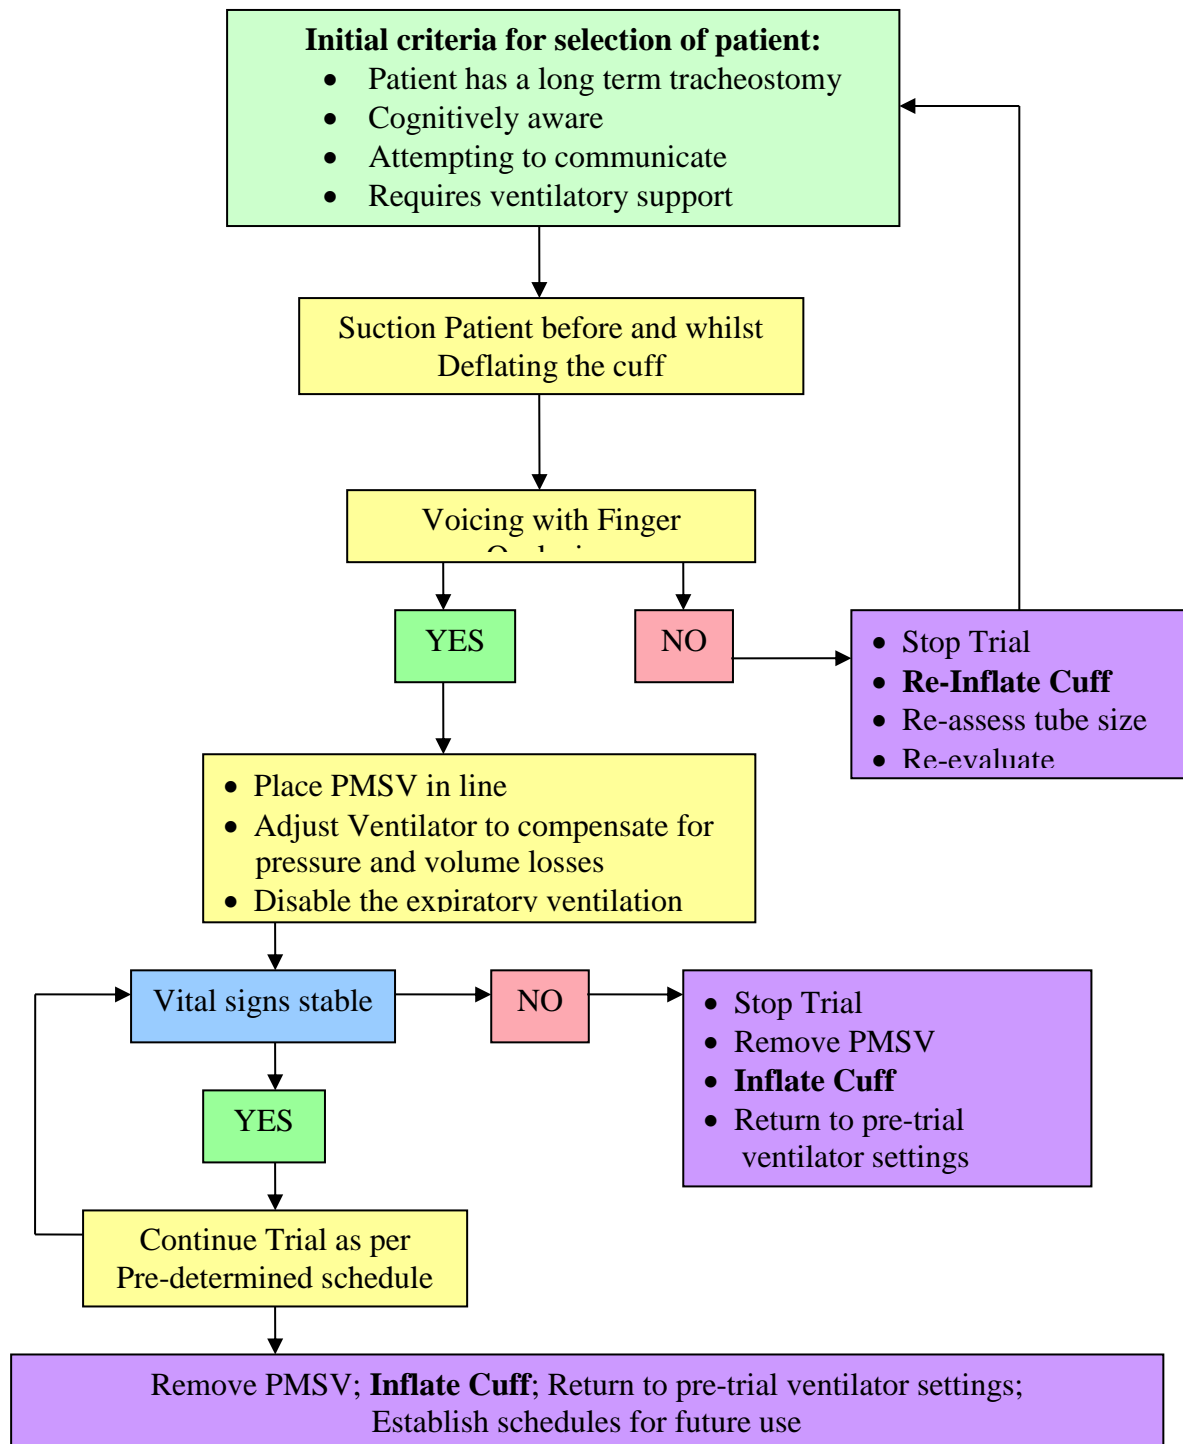 Initial criteria for selection of patient:
• Patient has a long term tracheostomy
• Cognitively aware
• Attempting to communicate
• Requires ventilatory support
Suction Patient before and whilst
Deflating the cuff
Voicing with Finger
YES
NO
• Stop Trial
• Re-Inflate Cuff
• Re-assess tube size
• Re-evaluate
• Place PMSV in line
• Adjust Ventilator to compensate for
pressure and volume losses
• Disable the expiratory ventilation
Vital signs stable
NO
• Stop Trial
• Remove PMSV
• Inflate Cuff
• Return to pre-trial
ventilator settings
YES
Continue Trial as per
Pre-determined schedule
Remove PMSV; Inflate Cuff; Return to pre-trial ventilator settings;
Establish schedules for future use